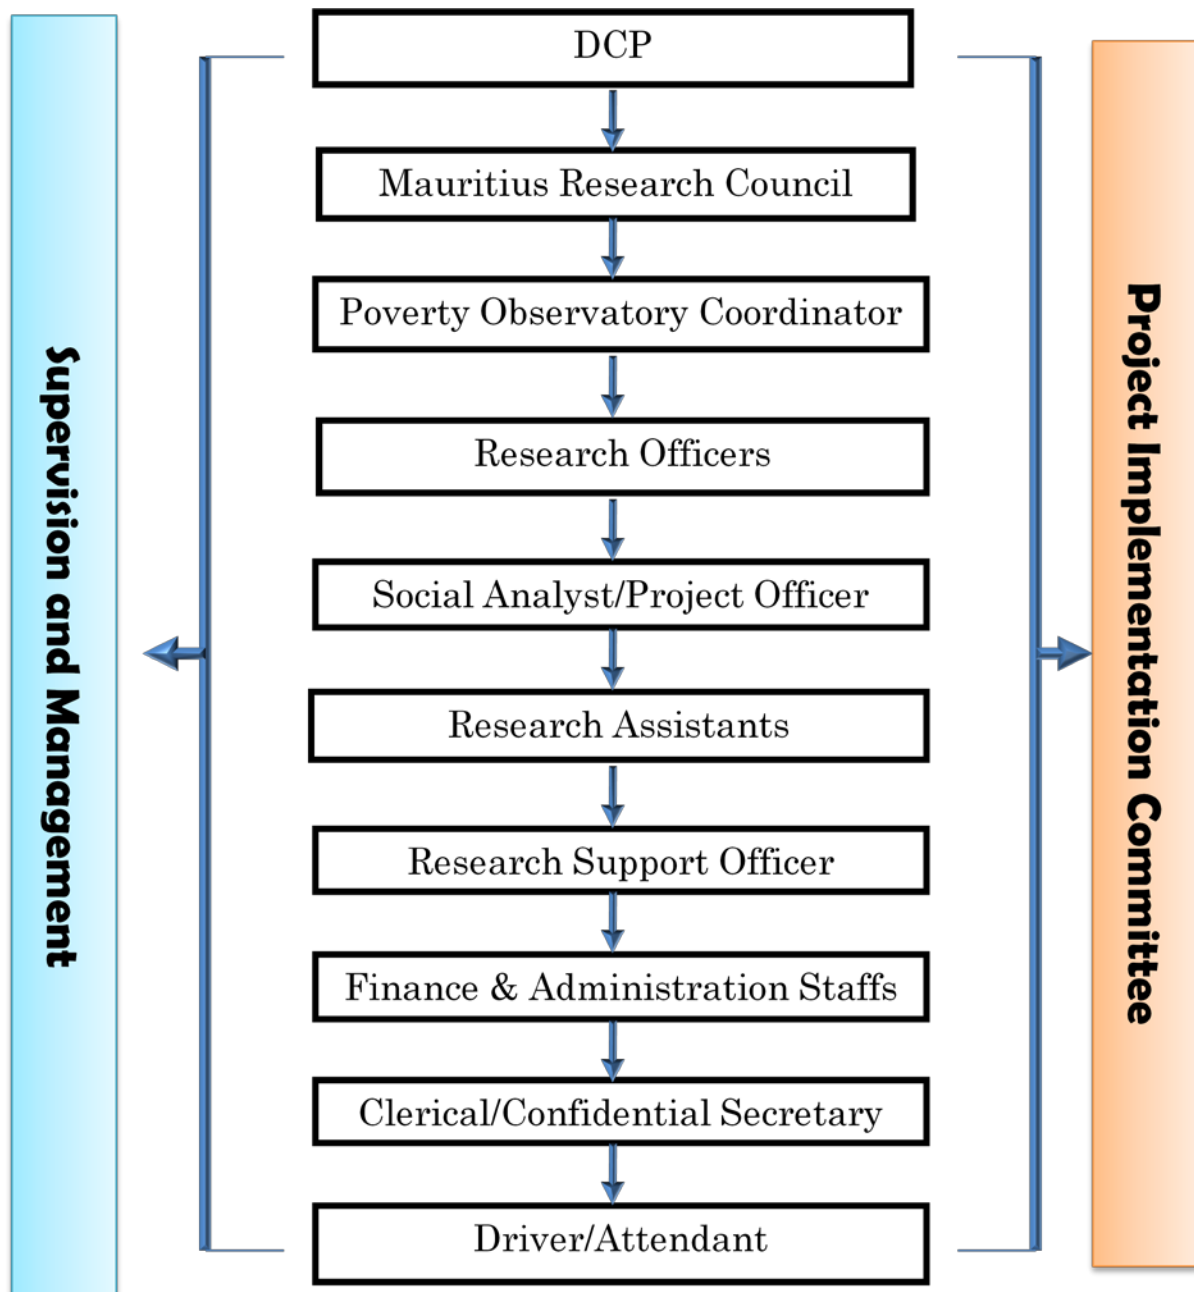 DCP
Mauritius Research Council
Poverty Observatory Coordinator
Research Officers
Social Analyst/Project Officer
Research Assistants
Research Support Officer
Finance & Administration Staffs
Clerical/Confidential Secretary
Driver/Attendant
Supervision and Management
Project Implementation Committee